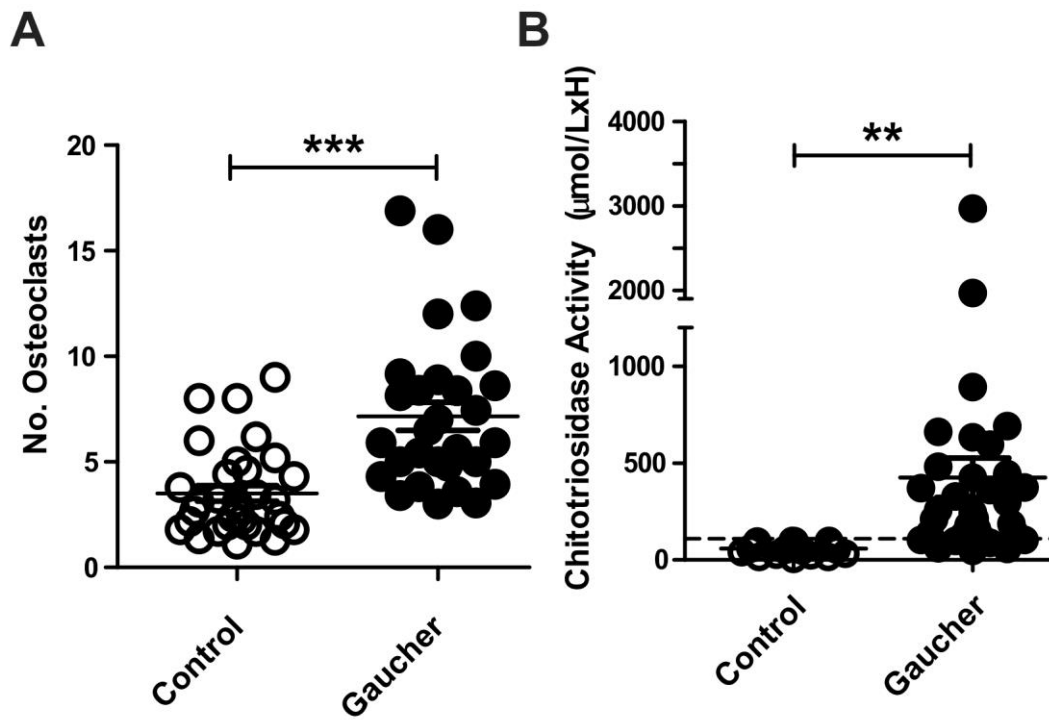 A
No. Osteoclasts
20
15
10
5
0
***
Control
Gaucher
B
Chitotriosidase Activity (µmol/LxH)
4000
3000
2000
1000
500
0
**
Control
Gaucher